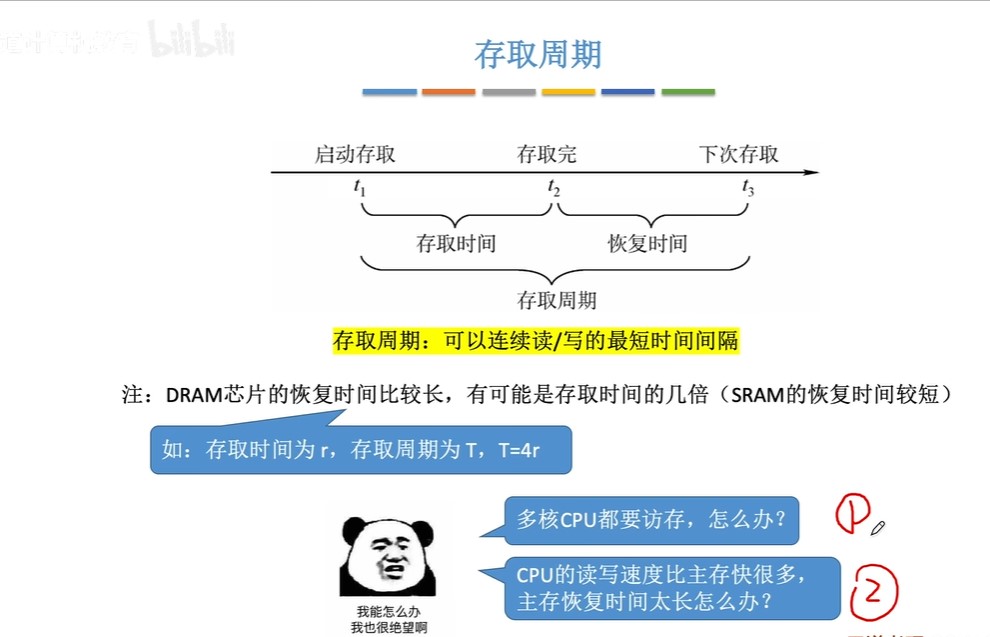 bilibili
存取周期
启动存取 存取完 下次存取
t1 t2 t3
存取时间 恢复时间
存取周期
存取周期：可以连续读/写的最短时间间隔
注：DRAM芯片的恢复时间比较长，有可能是存取时间的几倍（SRAM的恢复时间较短）
如：存取时间为 r，存取周期为 T，T=4r
多核CPU都要访存，怎么办？ 1
CPU的读写速度比主存快很多，
主存恢复时间太长怎么办？ 2
我能怎么办
我也很绝望啊